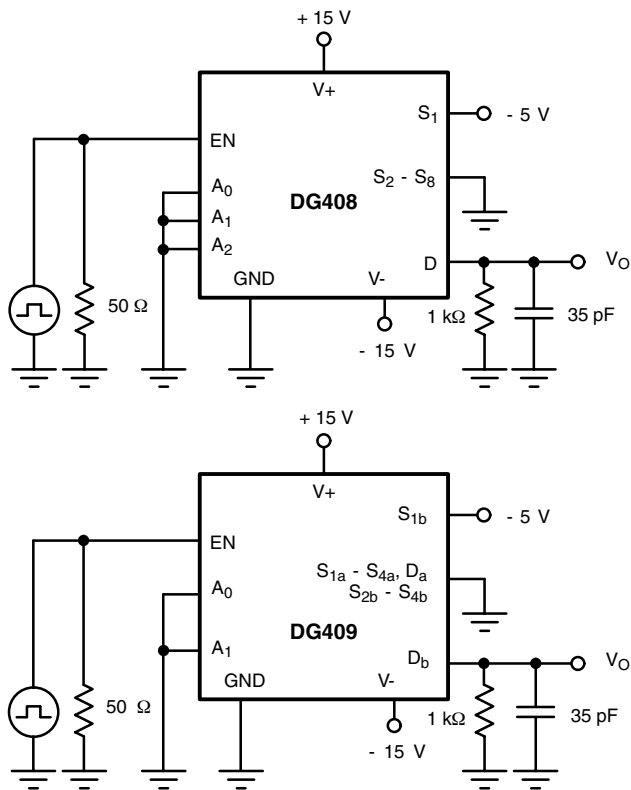 + 15 V
V+
S1
- 5 V
EN
A0
S2 - S8
A1
DG408
A2
D
VO
GND
V-
50 Ω
1 kΩ
35 pF
- 15 V
+ 15 V
V+
S1b
- 5 V
EN
S1a - S4a, Da
A0
S2b - S4b
DG409
A1
Db
VO
GND
V-
50 Ω
1 kΩ
35 pF
- 15 V